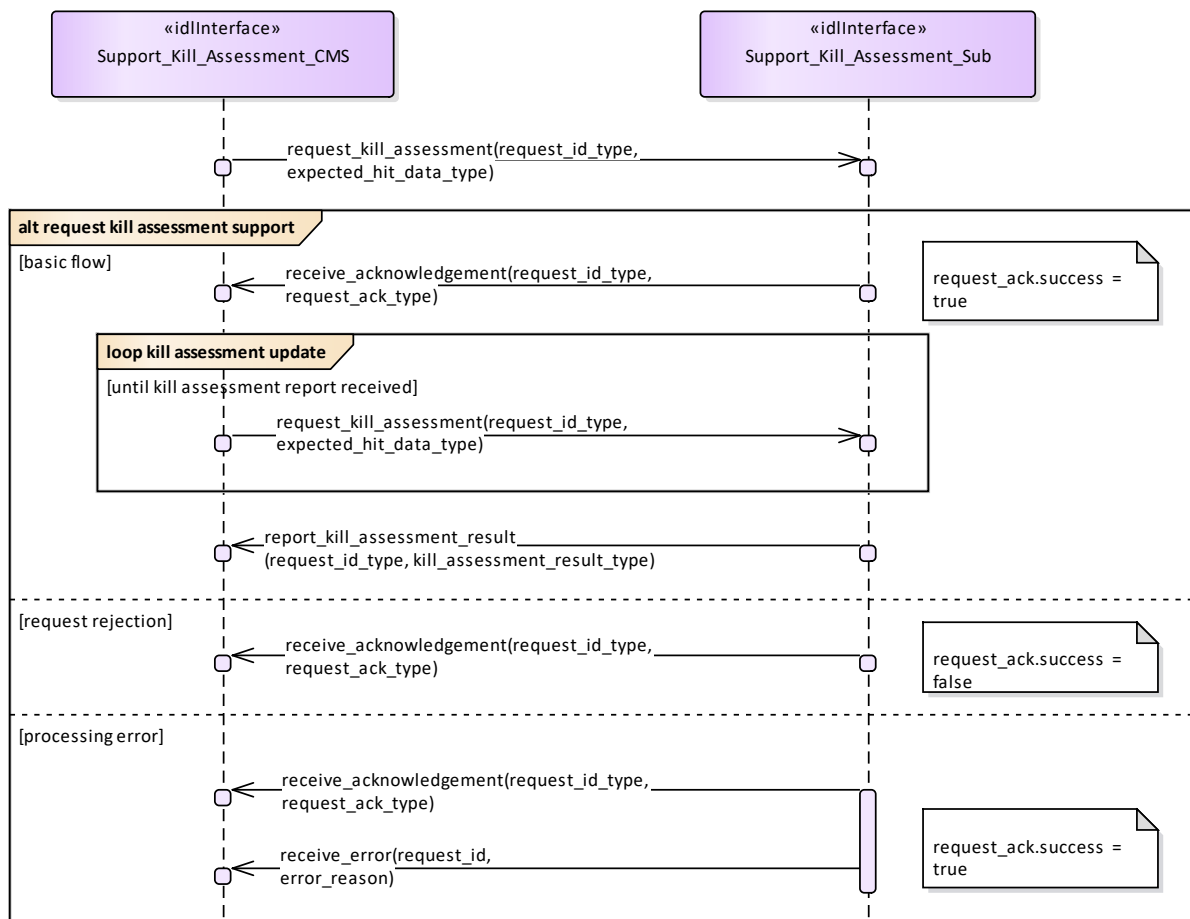 «idlInterface»
Support_Kill_Assessment_CMS
«idlInterface»
Support_Kill_Assessment_Sub
request_kill_assessment(request_id_type,
expected_hit_data_type)
alt request kill assessment support
[basic flow]
receive_acknowledgement(request_id_type,
request_ack_type)
request_ack.success =
true
loop kill assessment update
[until kill assessment report received]
request_kill_assessment(request_id_type,
expected_hit_data_type)
report_kill_assessment_result
(request_id_type, kill_assessment_result_type)
[request rejection]
receive_acknowledgement(request_id_type,
request_ack_type)
request_ack.success =
false
[processing error]
receive_acknowledgement(request_id_type,
request_ack_type)
receive_error(request_id,
error_reason)
request_ack.success =
true